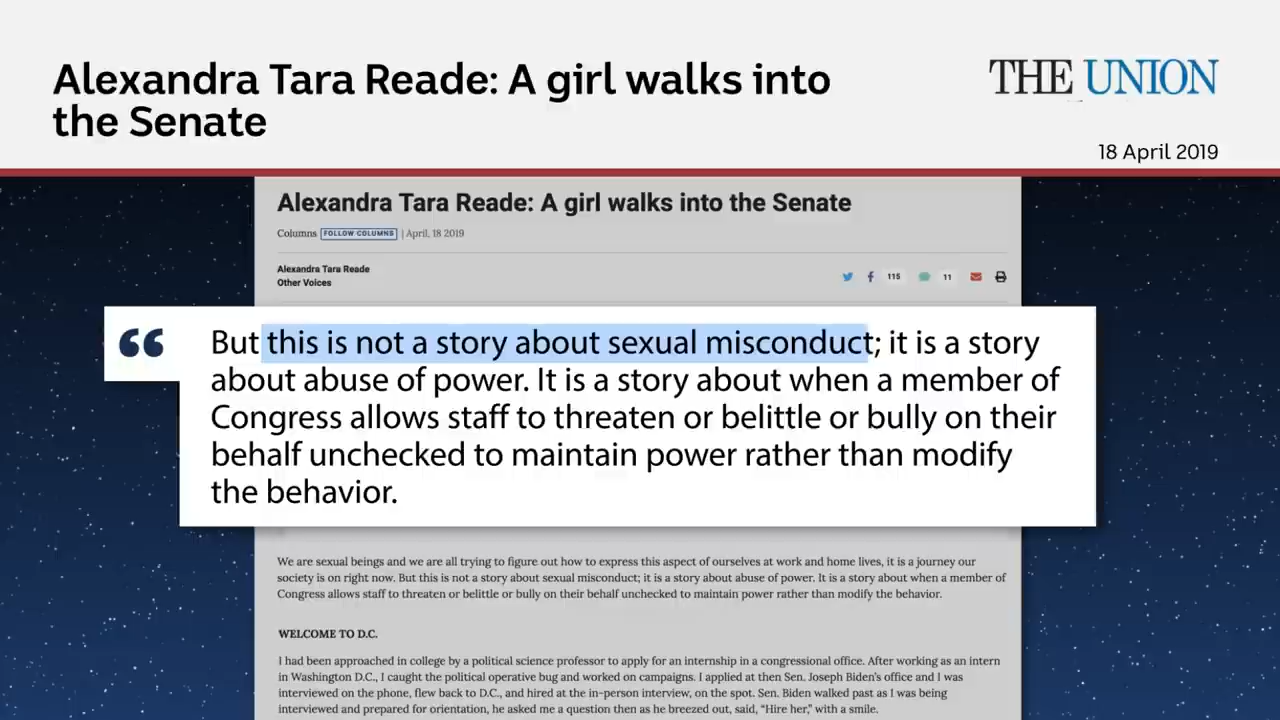 Alexandra Tara Reade: A girl walks into
the Senate
THE UNION
18 April 2019
Alexandra Tara Reade: A girl walks into the Senate
Columns FOLLOW COLUMNS | April, 18 2019
Alexandra Tara Reade
Other Voices
115
11
“
But this is not a story about sexual misconduct; it is a story
about abuse of power. It is a story about when a member of
Congress allows staff to threaten or belittle or bully on their
behalf unchecked to maintain power rather than modify
the behavior.
We are sexual beings and we are all trying to figure out how to express this aspect of ourselves at work and home lives, it is a journey our
society is on right now. But this is not a story about sexual misconduct; it is a story about abuse of power. It is a story about when a member of
Congress allows staff to threaten or belittle or bully on their behalf unchecked to maintain power rather than modify the behavior.
WELCOME TO D.C.
I had been approached in college by a political science professor to apply for an internship in a congressional office. After working as an intern
in Washington D.C., I caught the political operative bug and worked on campaigns. I applied at then Sen. Joseph Biden's office and I was
interviewed on the phone, flew back to D.C., and hired at the in-person interview, on the spot. Sen. Biden walked past as I was being
interviewed and prepared for orientation, he asked me a question then as he breezed out, said, “Hire her,” with a smile.